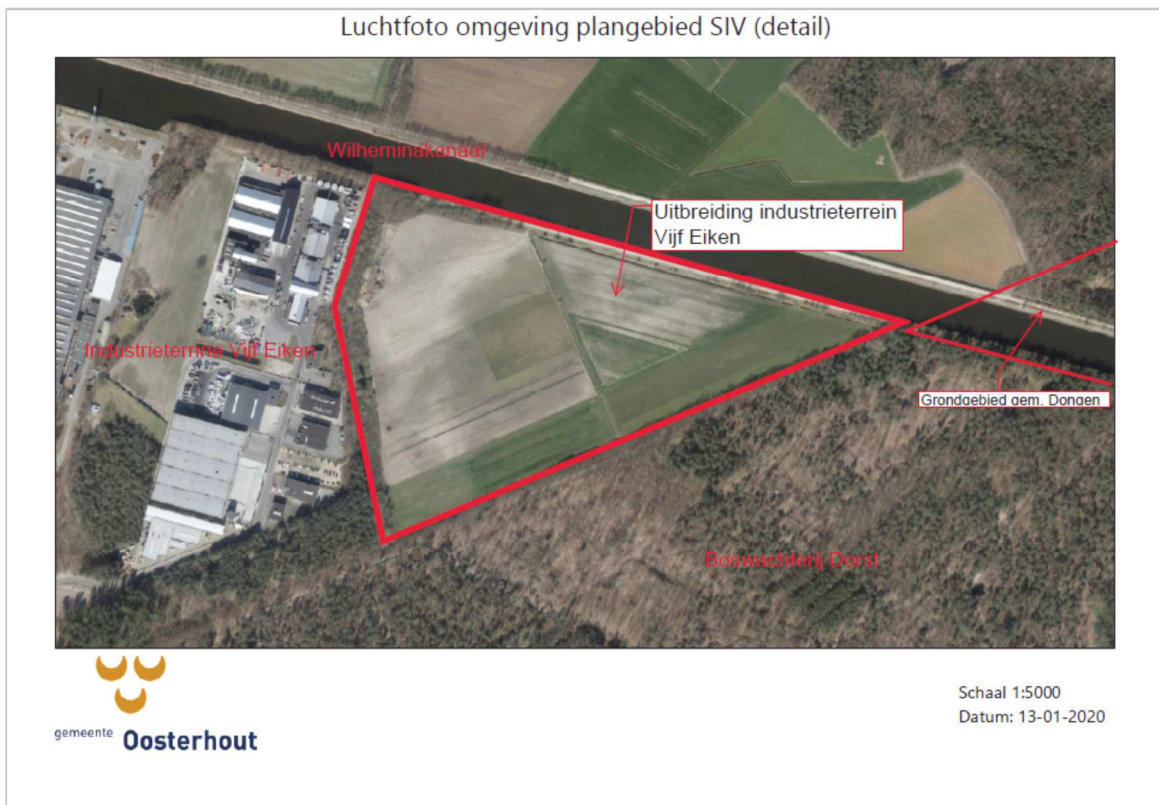 Luchtfoto omgeving plangebied SIV (detail)
Wilheminakanaal
Uitbreiding industrieterrein
Vijf Eiken
Industrieterrine Vijf Eiken
Grondgebied gem. Dongen
Boswachterij Dorst
gemeente Oosterhout
Schaal 1:5000
Datum: 13-01-2020